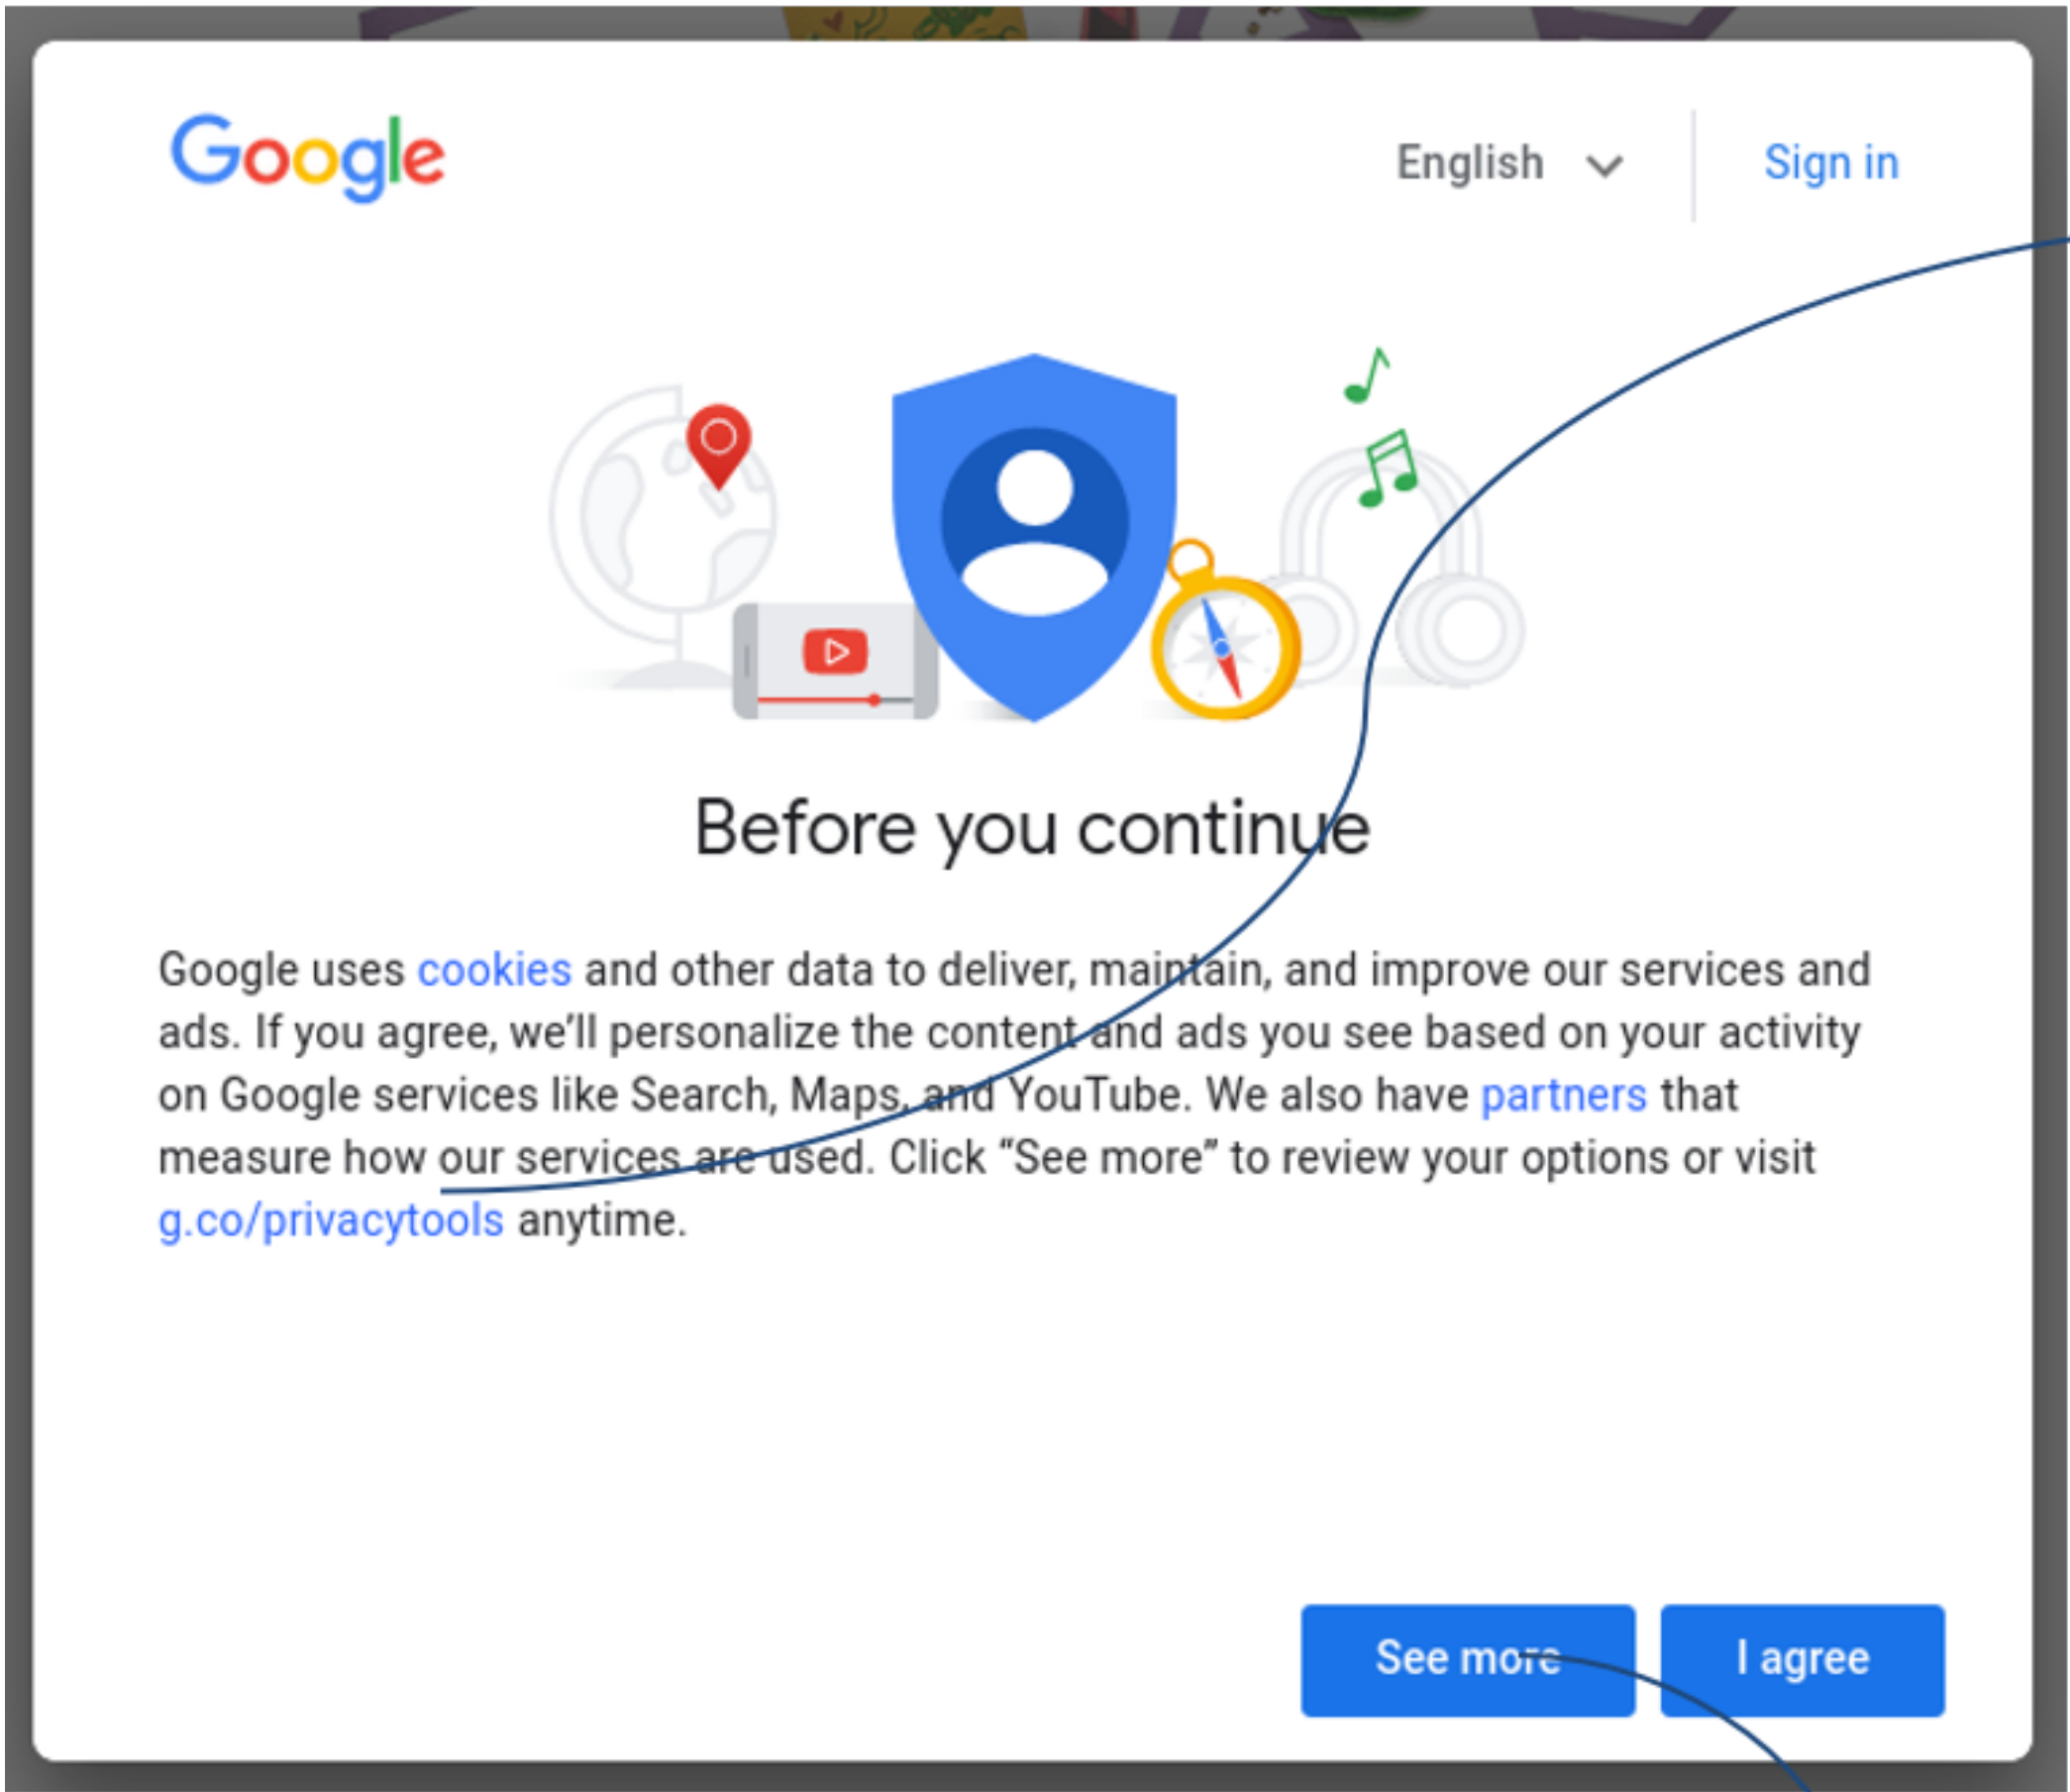 Google
English
Sign in
Before you continue
Google uses cookies and other data to deliver, maintain, and improve our services and
ads. If you agree, we’ll personalize the content and ads you see based on your activity
on Google services like Search, Maps, and YouTube. We also have partners that
measure how our services are used. Click “See more” to review your options or visit
g.co/privacytools anytime.
See more
I agree